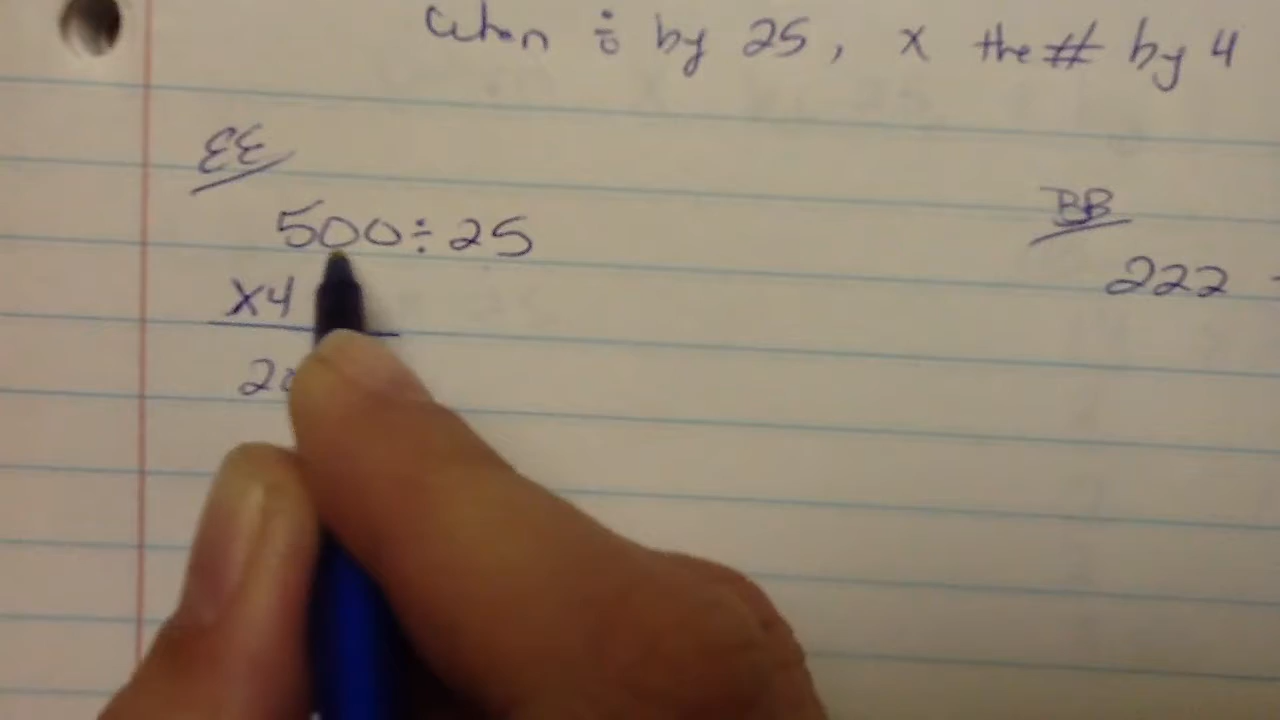 When ÷ by 25, x the # by 4
EE
500 ÷ 25
x4
BB
222